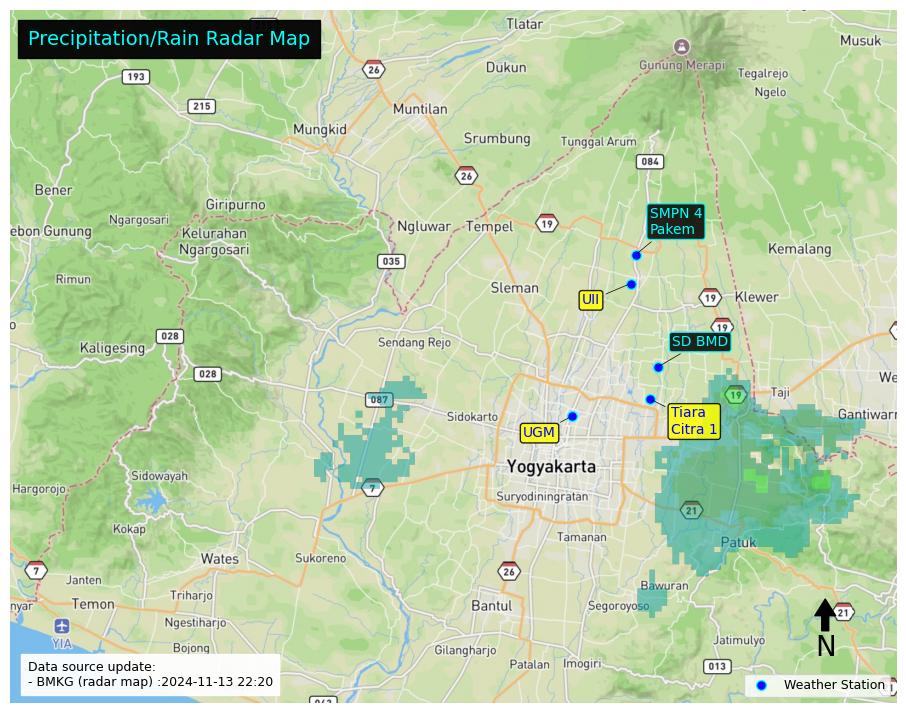 Precipitation/Rain Radar Map
Tlatar
Musuk
26
Dukun
Gunung Merapi
Tegalrejo
193
Ngelo
215
Muntilan
Mungkid
Srumbung
Tunggal Arum
084
26
Bener
Giripurno
SMPN 4
Pakem
Ngargosari
Ngluwar
Tempel
19
ebon Gunung
Kelurahan
Ngargosari
Kemalang
035
Rimun
Sleman
UII
19
Klewer
19
028
Sendang Rejo
SD BMD
Kaligesing
028
We
087
19
Taji
Sidokarto
Tiara
Citra 1
Gantiwarn
UGM
Yogyakarta
Sidowayah
7
Hargorojo
Suryodiningratan
21
Kokap
Tamanan
Patuk
Wates
Sukoreno
7
26
Janten
Bawuran
Triharjo
nyar
Temon
Bantul
Segoroyoso
21
Ngestiharjo
YIA
N
Jatimulyo
Bojong
Gilangharjo
Patalan
Imogiri
013
Data source update:
- BMKG (radar map) :2024-11-13 22:20
Weather Station